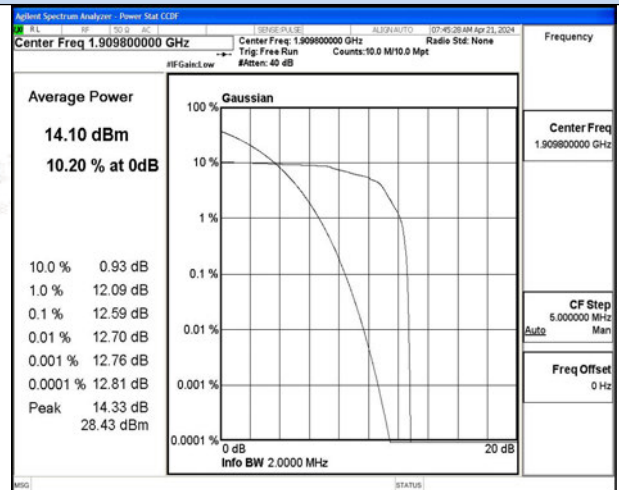 Agilent Spectrum Analyzer - Power Stat CCDF
RL RF 50 Ω AC SENSE:PULSE ALIGN AUTO 07:45:28 AM Apr 21, 2024
Center Freq 1.909800000 GHz
Center Freq: 1.909800000 GHz Radio Std: None
Trig: Free Run Counts:10.0 M/10.0 Mpt
#IFGain:Low #Atten: 40 dB
Frequency
Average Power
14.10 dBm
10.20 % at 0dB
10.0 % 0.93 dB
1.0 % 12.09 dB
0.1 % 12.59 dB
0.01 % 12.70 dB
0.001 % 12.76 dB
0.0001 % 12.81 dB
Peak 14.33 dB
28.43 dBm
Gaussian
100 %
10 %
1 %
0.1 %
0.01 %
0.001 %
0.0001 %
0 dB 20 dB
Info BW 2.0000 MHz
Center Freq
1.909800000 GHz
CF Step
5.000000 MHz
Auto Man
Freq Offset
0 Hz
MSG STATUS